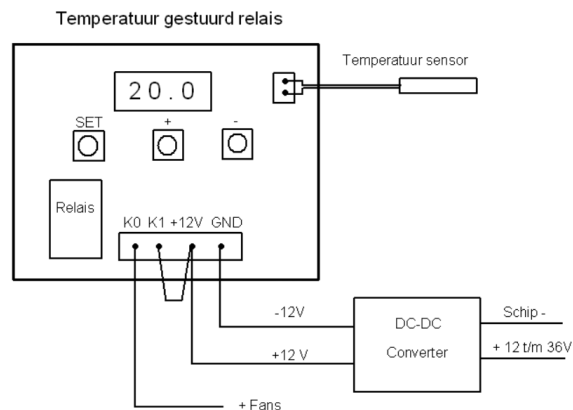 Temperatuur gestuurd relais
Temperatuur sensor
20.0
SET + -
Relais
K0 K1 +12V GND
-12V
DC-DC
Converter
Schip -
+12 V
+ 12 t/m 36V
+ Fans